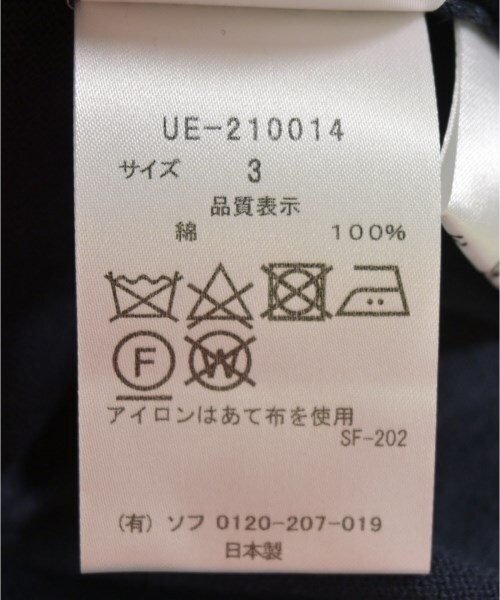 UE-210014
サイズ 3
品質表示
綿 100%
F W
アイロンはあて布を使用
SF-202
(有) ソフ 0120-207-019
日本製